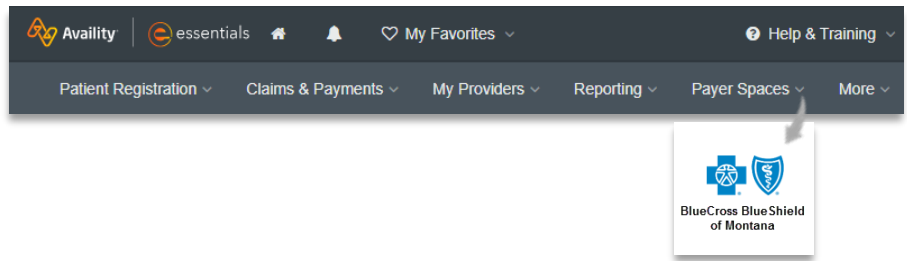 Availity essentials My Favorites Help & Training
Patient Registration Claims & Payments My Providers Reporting Payer Spaces More
BlueCross BlueShield
of Montana